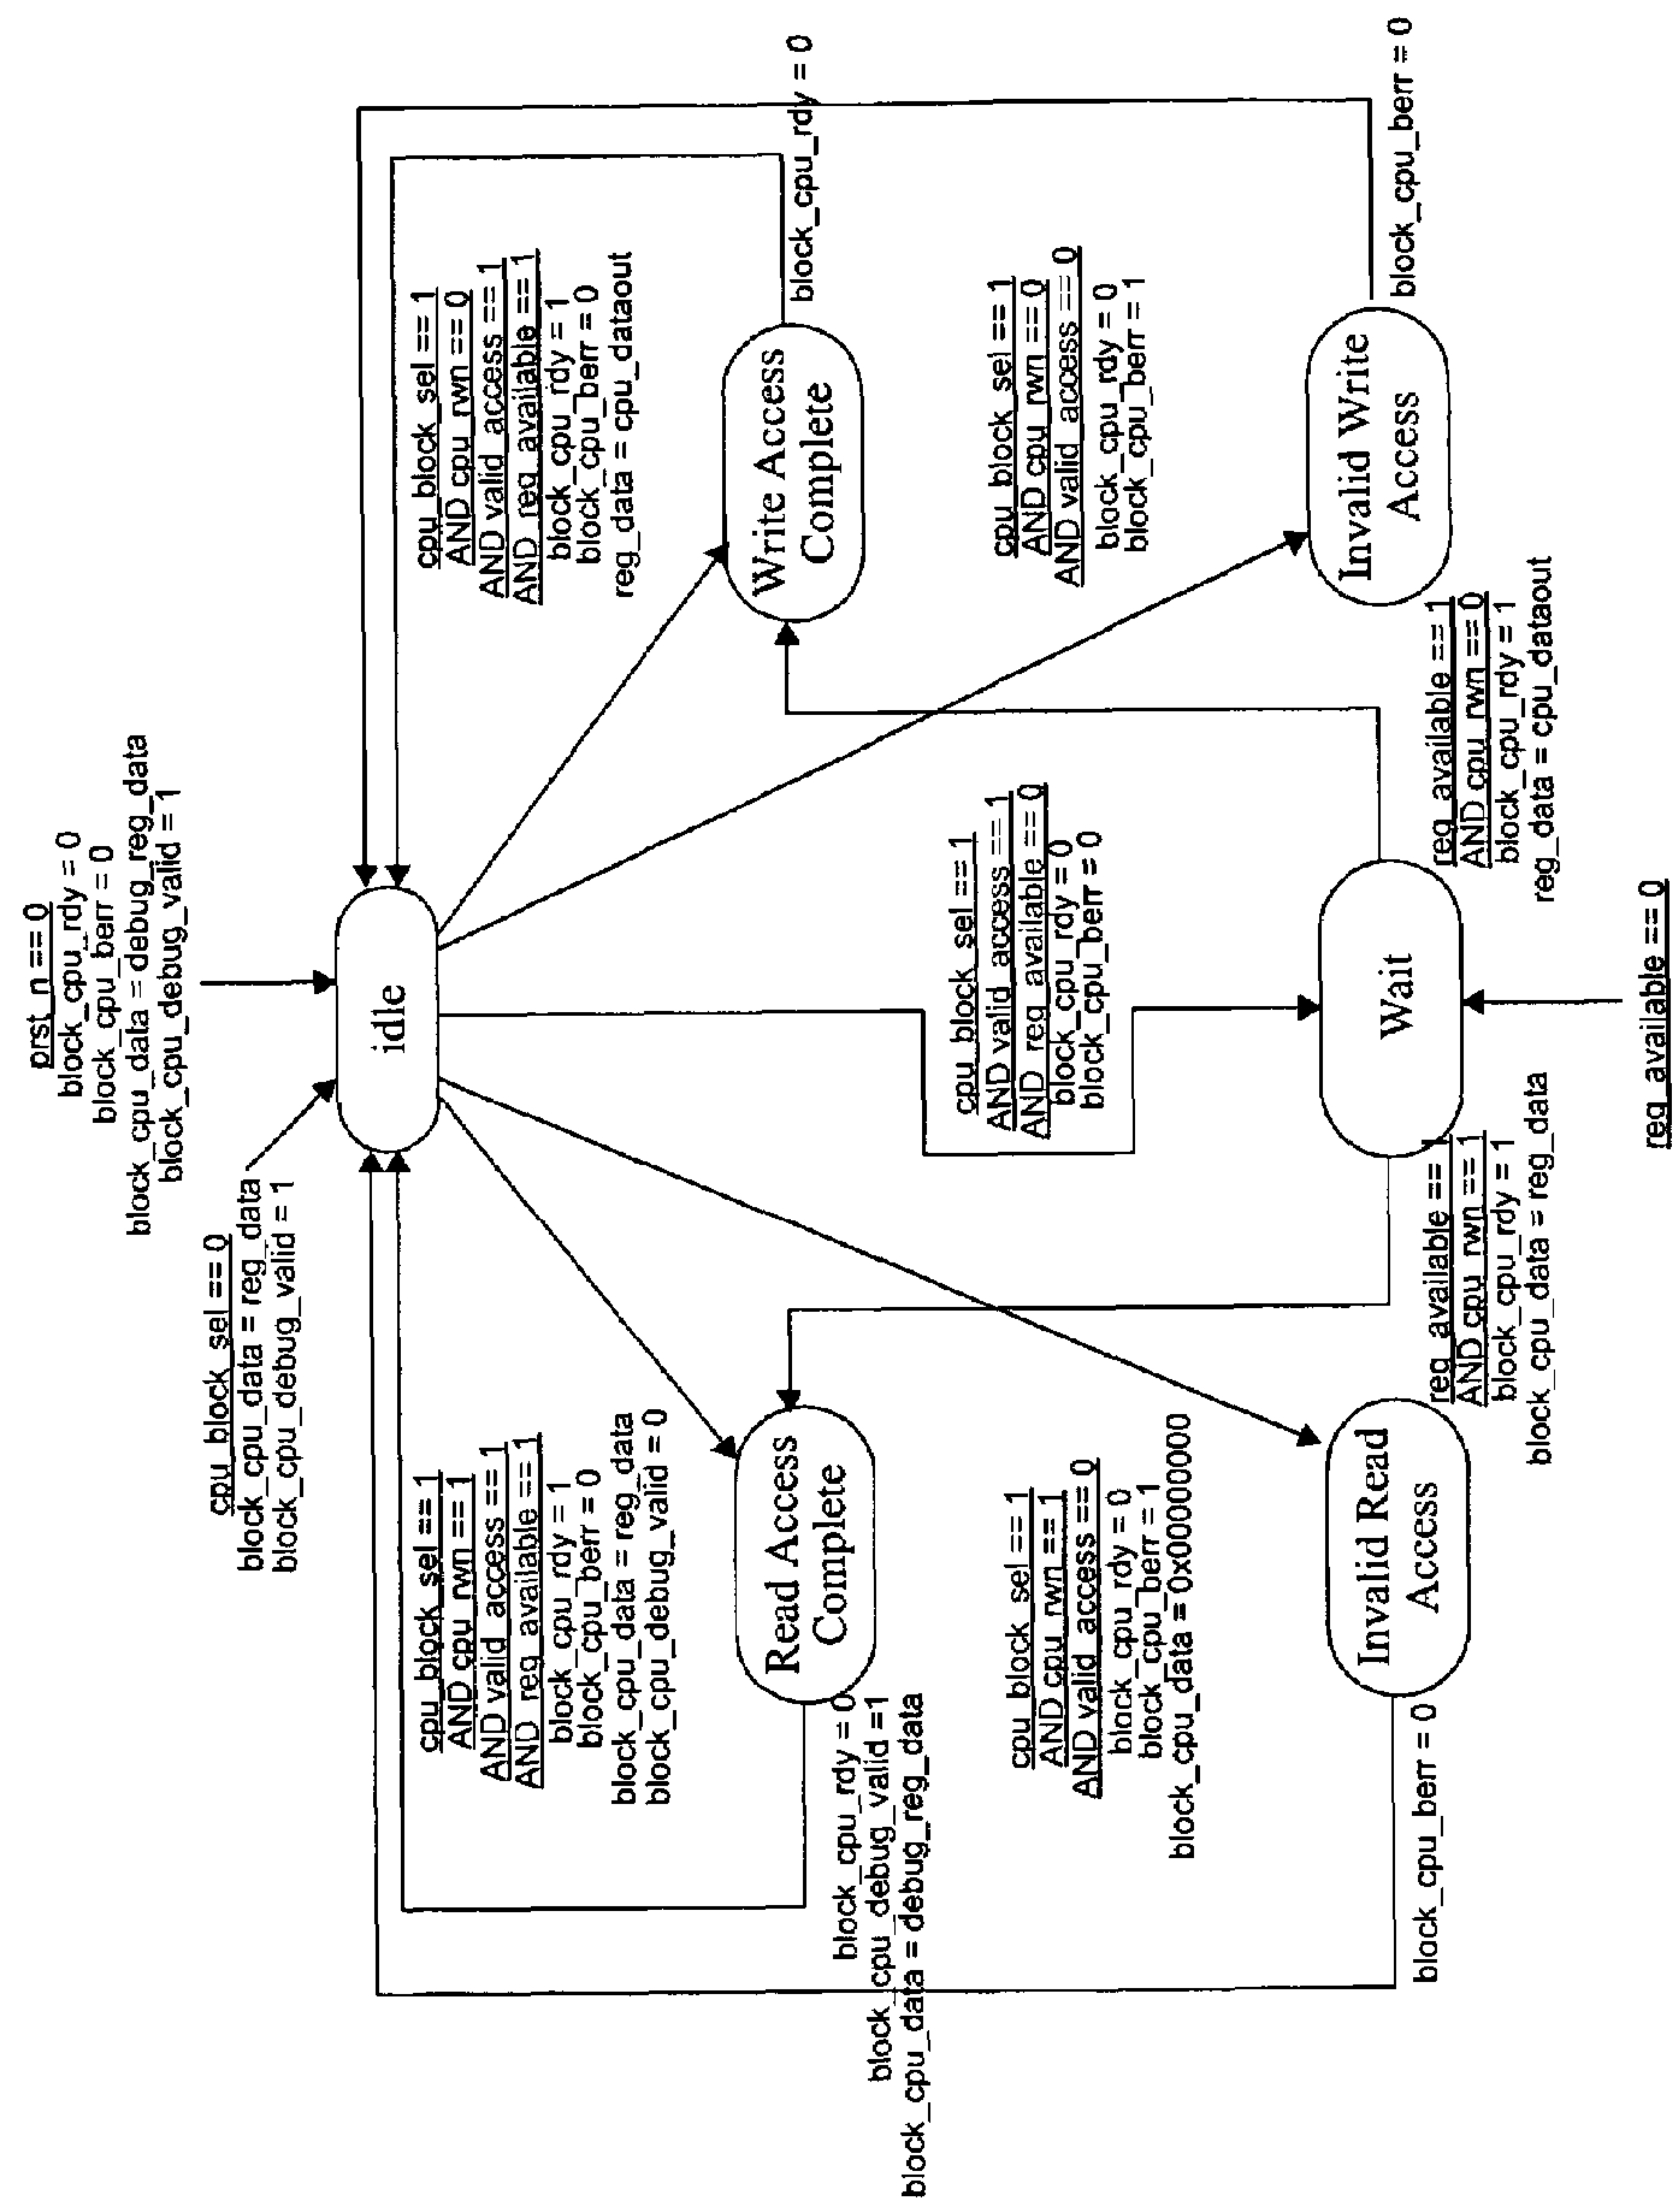 prst_n == 0
block_cpu_rdy = 0
block_cpu_berr = 0
block_cpu_data = debug_reg_data
block_cpu_debug_valid = 1
cpu_block_sel == 0
block_cpu_data = reg_data
block_cpu_debug_valid = 1
idle
cpu_block_sel == 1
AND cpu_rwn == 1
AND valid_access == 1
AND reg_available == 1
block_cpu_rdy = 1
block_cpu_berr = 0
block_cpu_data = reg_data
block_cpu_debug_valid = 0
cpu_block_sel == 1
AND cpu_rwn == 0
AND valid_access == 1
AND reg_available == 1
block_cpu_rdy = 1
block_cpu_berr = 0
reg_data = cpu_dataout
Read Access
Complete
Write Access
Complete
block_cpu_rdy = 0
block_cpu_debug_valid =1
block_cpu_data = debug_reg_data
block_cpu_rdy = 0
cpu_block_sel == 1
AND cpu_rwn == 1
AND valid_access == 0
block_cpu_rdy = 0
block_cpu_berr = 1
block_cpu_data = 0x00000000
cpu_block_sel == 1
AND valid_access == 1
AND reg_available == 0
block_cpu_rdy = 0
block_cpu_berr = 0
cpu_block_sel == 1
AND cpu_rwn == 0
AND valid_access == 0
block_cpu_rdy = 0
block_cpu_berr = 1
Invalid Read
Access
Wait
Invalid Write
Access
block_cpu_berr = 0
reg_available == 1
AND cpu_rwn == 1
block_cpu_rdy = 1
block_cpu_data = reg_data
reg_available == 1
AND cpu_rwn == 0
block_cpu_rdy = 1
reg_data = cpu_dataout
block_cpu_berr = 0
reg_available == 0